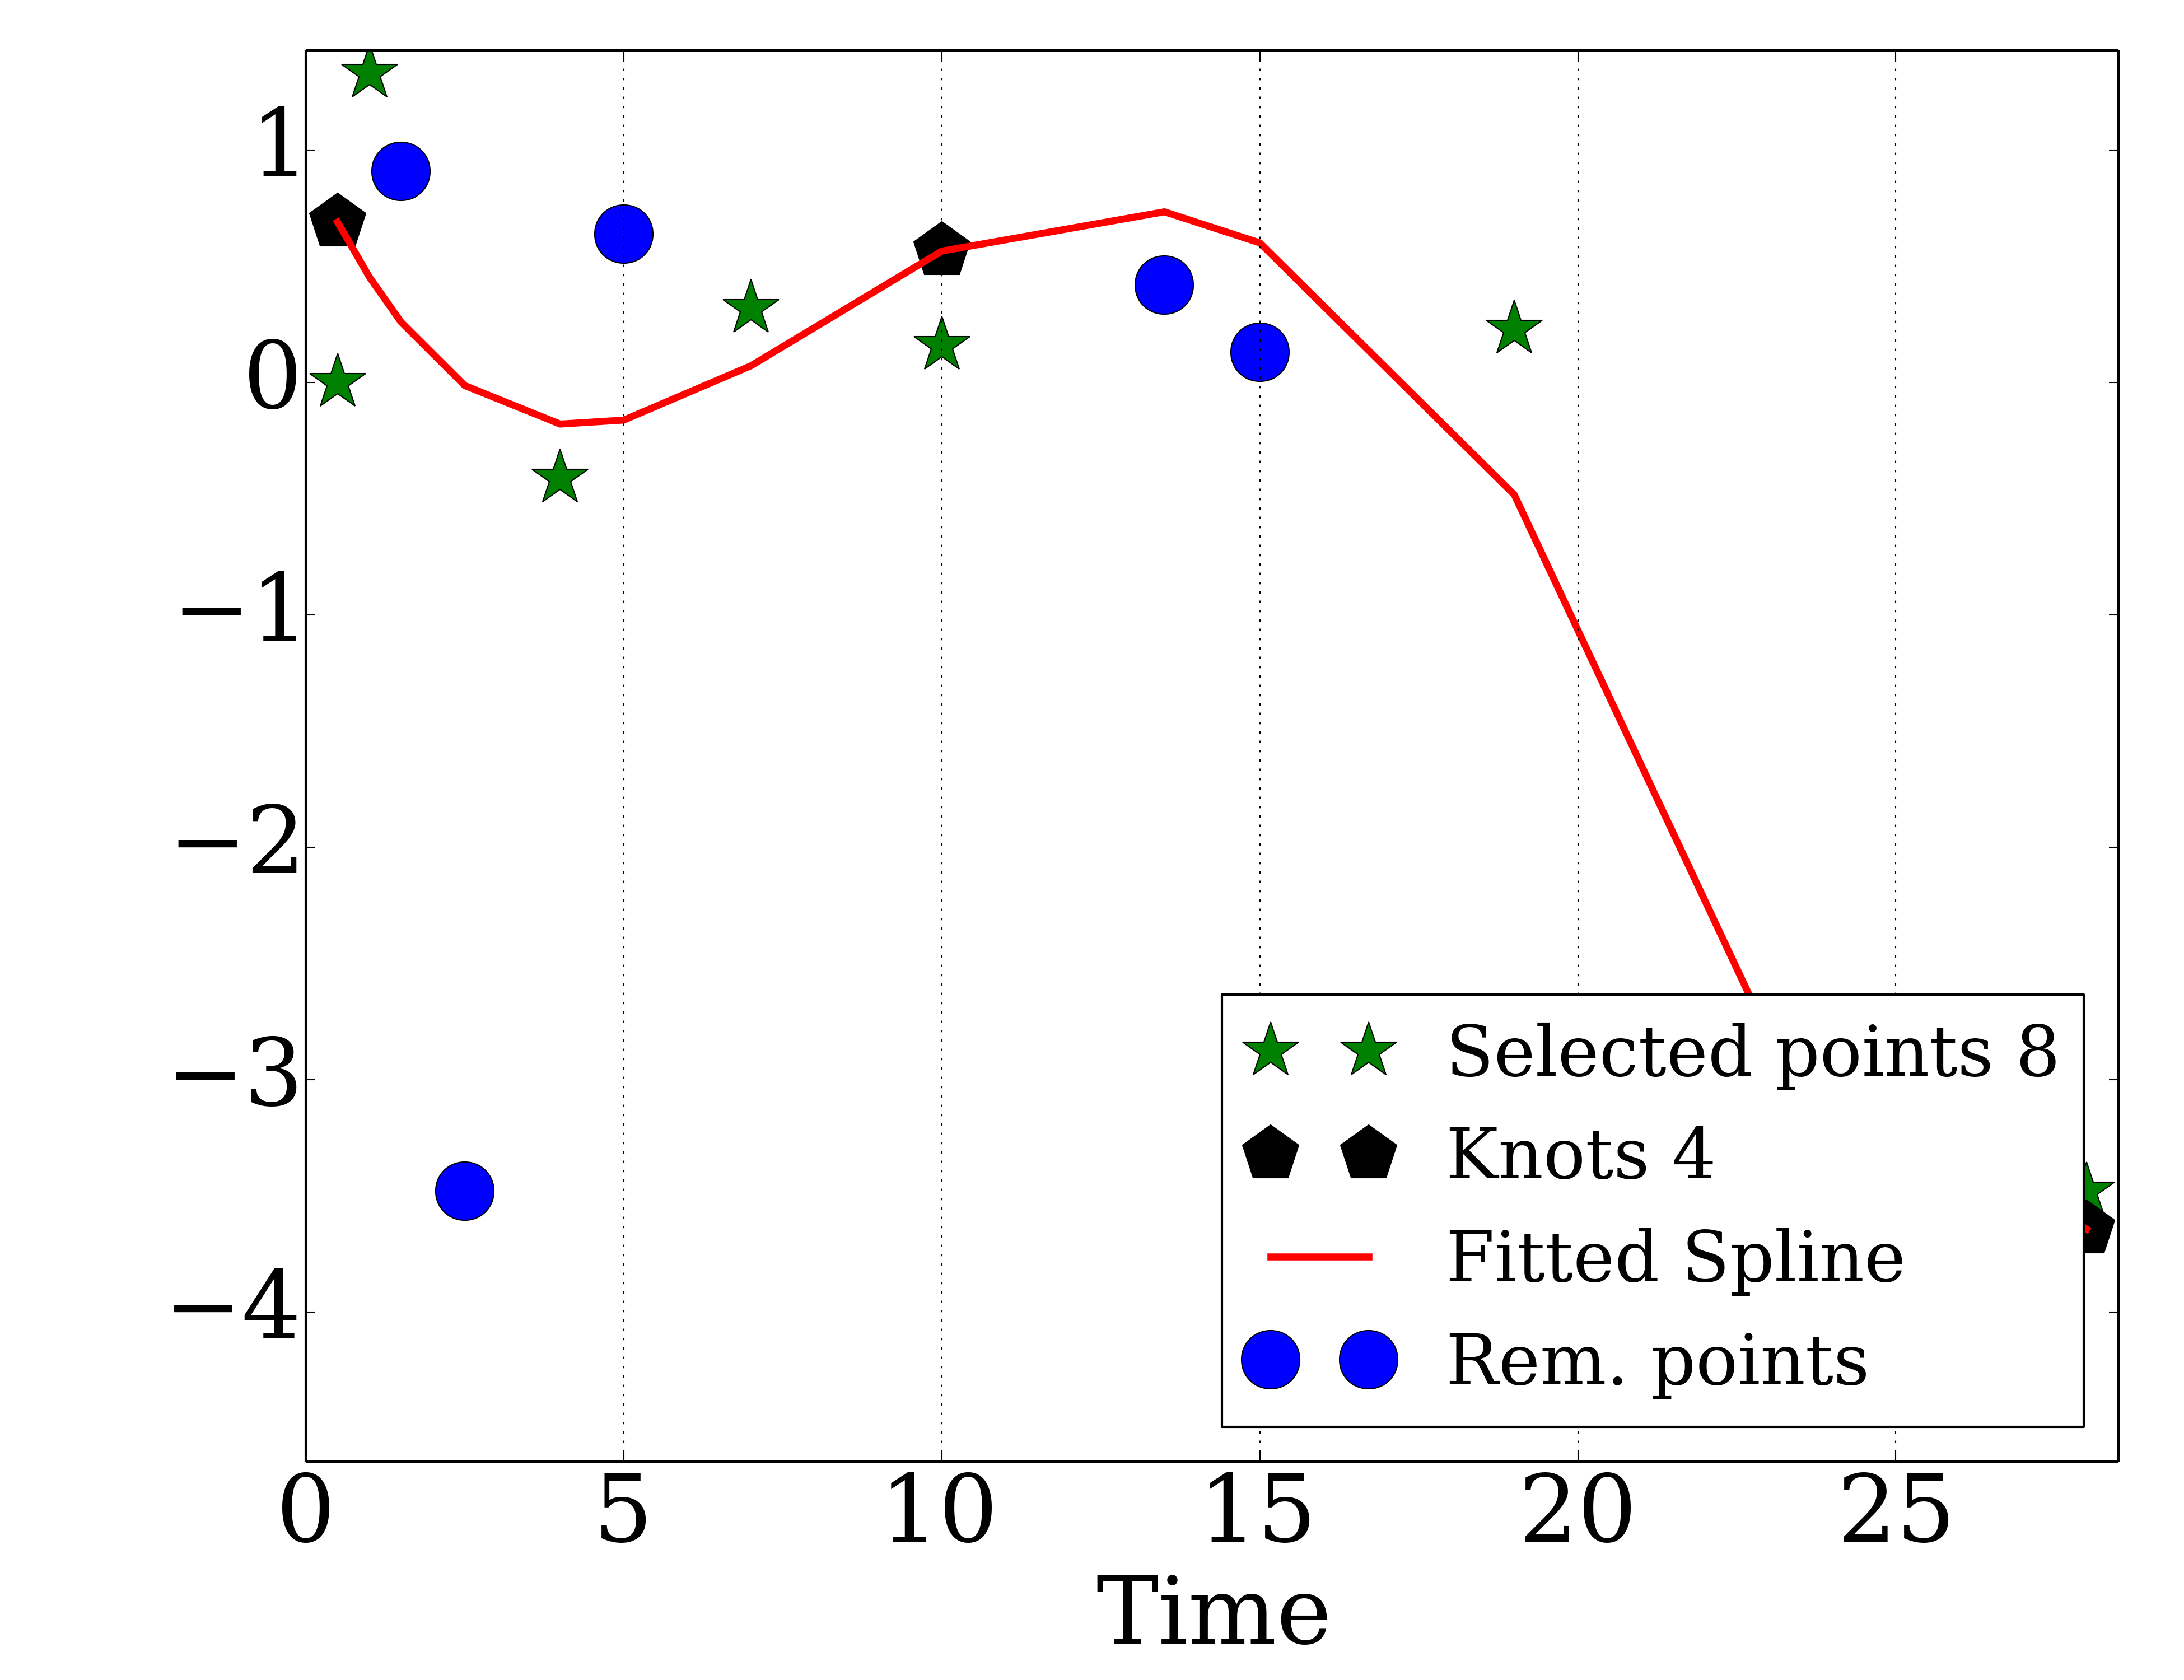 1
0
−1
−2
−3
−4
Selected points 8
Knots 4
Fitted Spline
Rem. points
0 5 10 15 20 25
Time